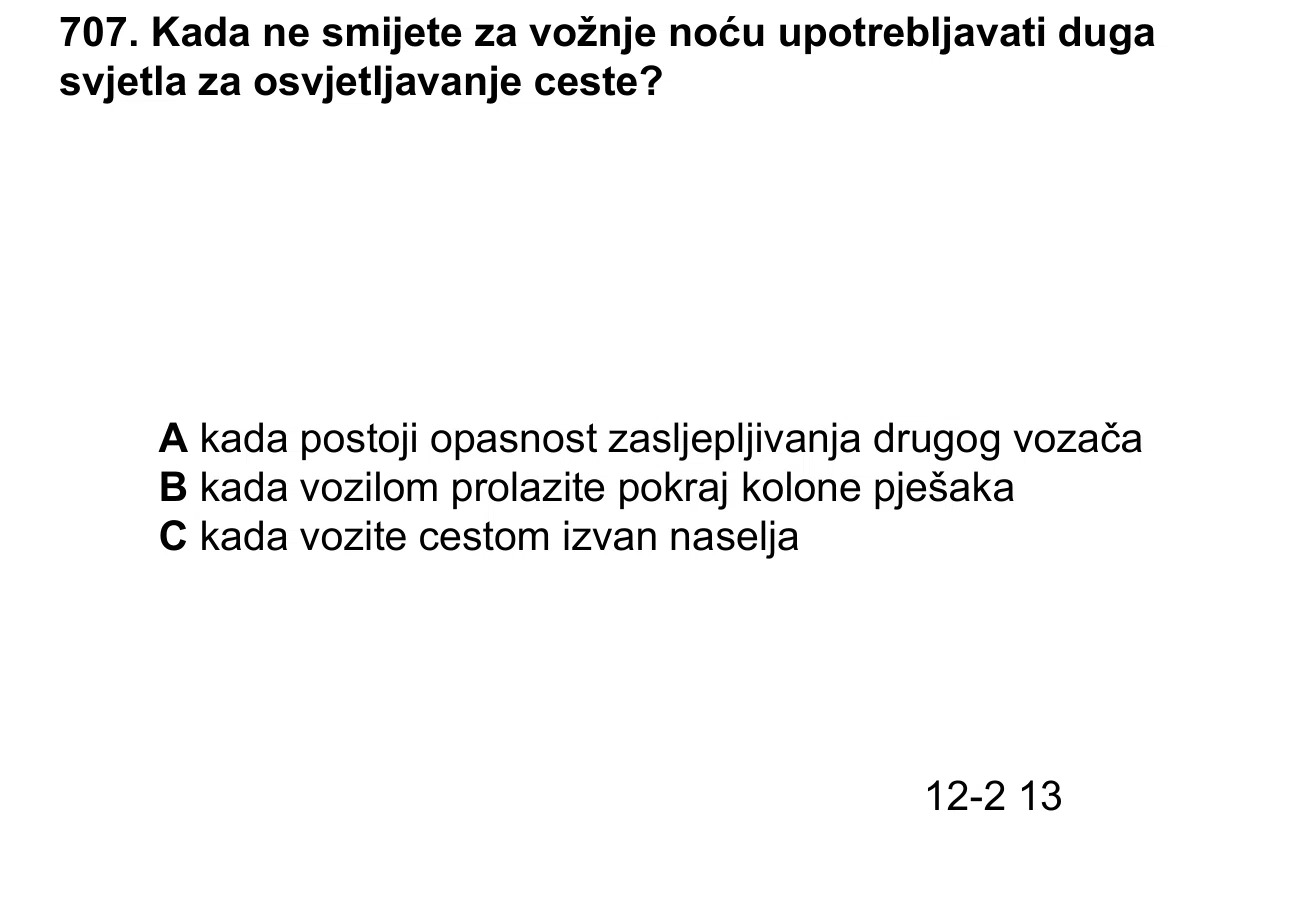 707. Kada ne smijete za vožnje noću upotrebljavati duga
svjetla za osvjetljavanje ceste?
A kada postoji opasnost zasljepljivanja drugog vozača
B kada vozilom prolazite pokraj kolone pješaka
C kada vozite cestom izvan naselja
12-2 13